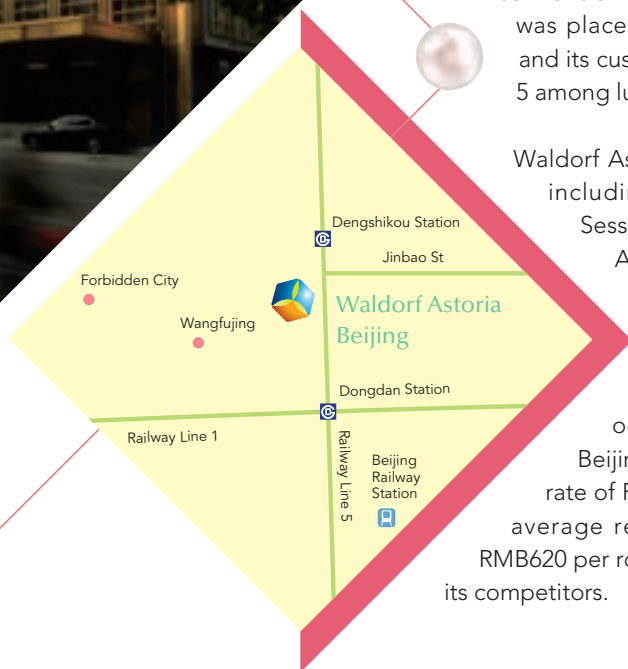 was place
and its cus
5 among lu
Waldorf As
includin
Sess
A
Dengshikou Station
Jinbao St
Forbidden City
Waldorf Astoria
Beijing
Wangfujing
Dongdan Station
Railway Line 1
Railway Line 5
Beijing
Railway
Station
o
Beijin
rate of
average re
RMB620 per ro
its competitors.